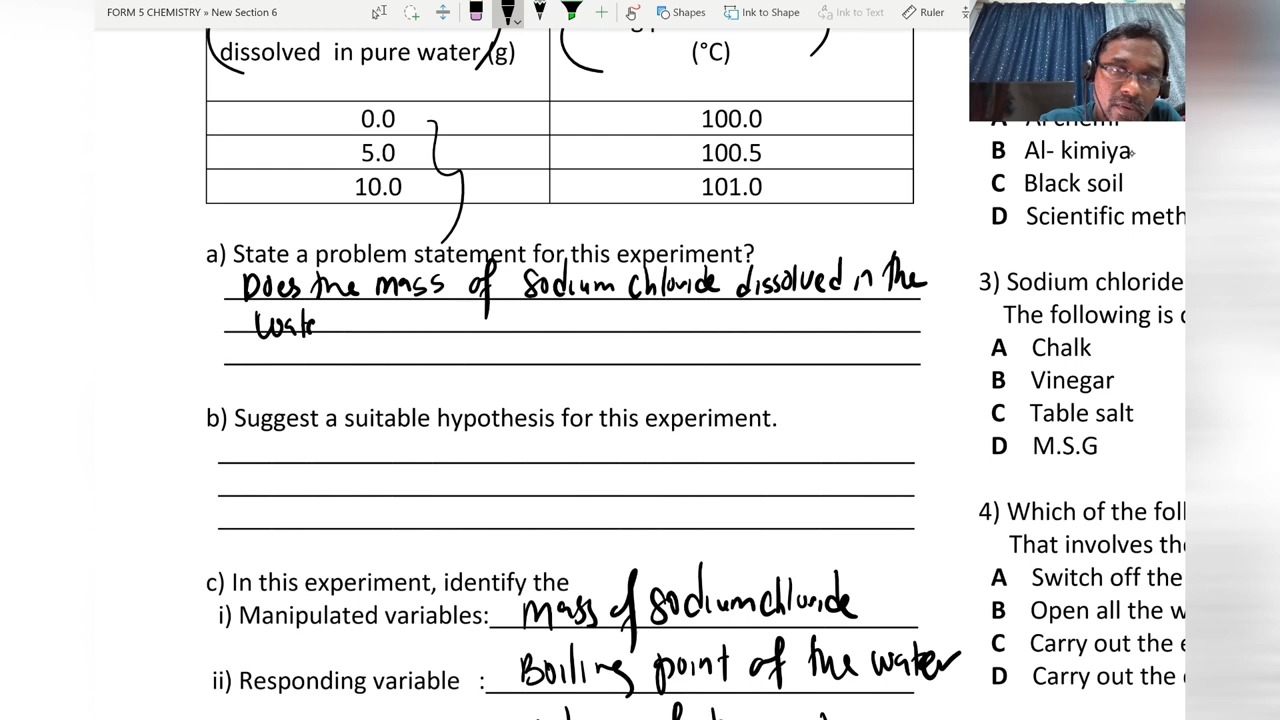 FORM 5 CHEMISTRY » New Section 6
Shapes
Ink to Shape
Ink to Text
Ruler
dissolved in pure water (g)
(°C)
0.0 100.0
5.0 100.5
10.0 101.0
a) State a problem statement for this experiment?
Does the mass of sodium chloride dissolved in the
wate
b) Suggest a suitable hypothesis for this experiment.
c) In this experiment, identify the
i) Manipulated variables: mass of sodium chloride
ii) Responding variable : Boiling point of the water
B Al- kimiya
C Black soil
D Scientific meth
3) Sodium chloride
The following is
A Chalk
B Vinegar
C Table salt
D M.S.G
4) Which of the foll
That involves the
A Switch off the
B Open all the w
C Carry out the
D Carry out the